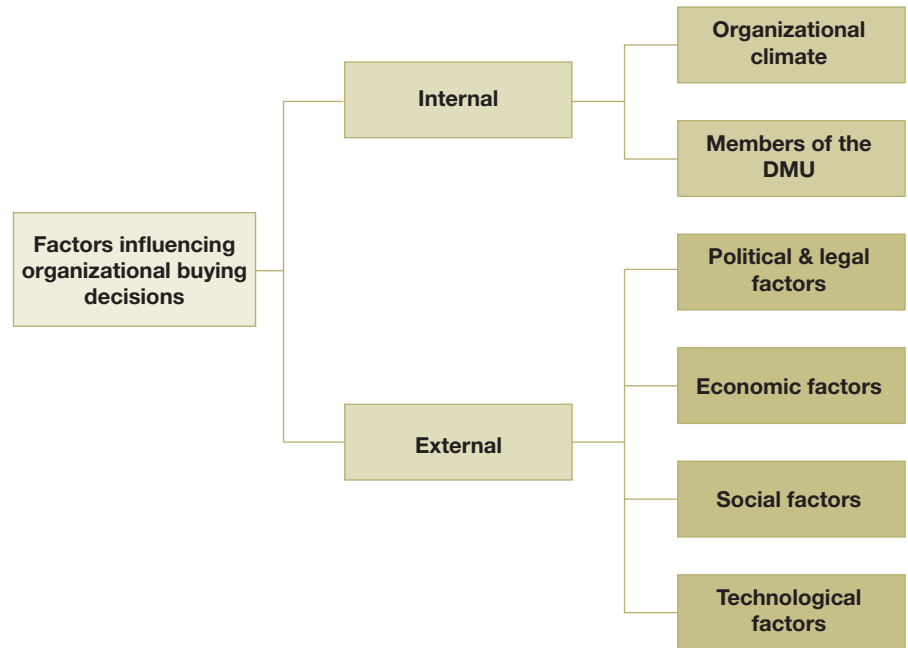 Factors influencing
organizational buying
decisions
Internal
External
Organizational
climate
Members of the
DMU
Political & legal
factors
Economic factors
Social factors
Technological
factors